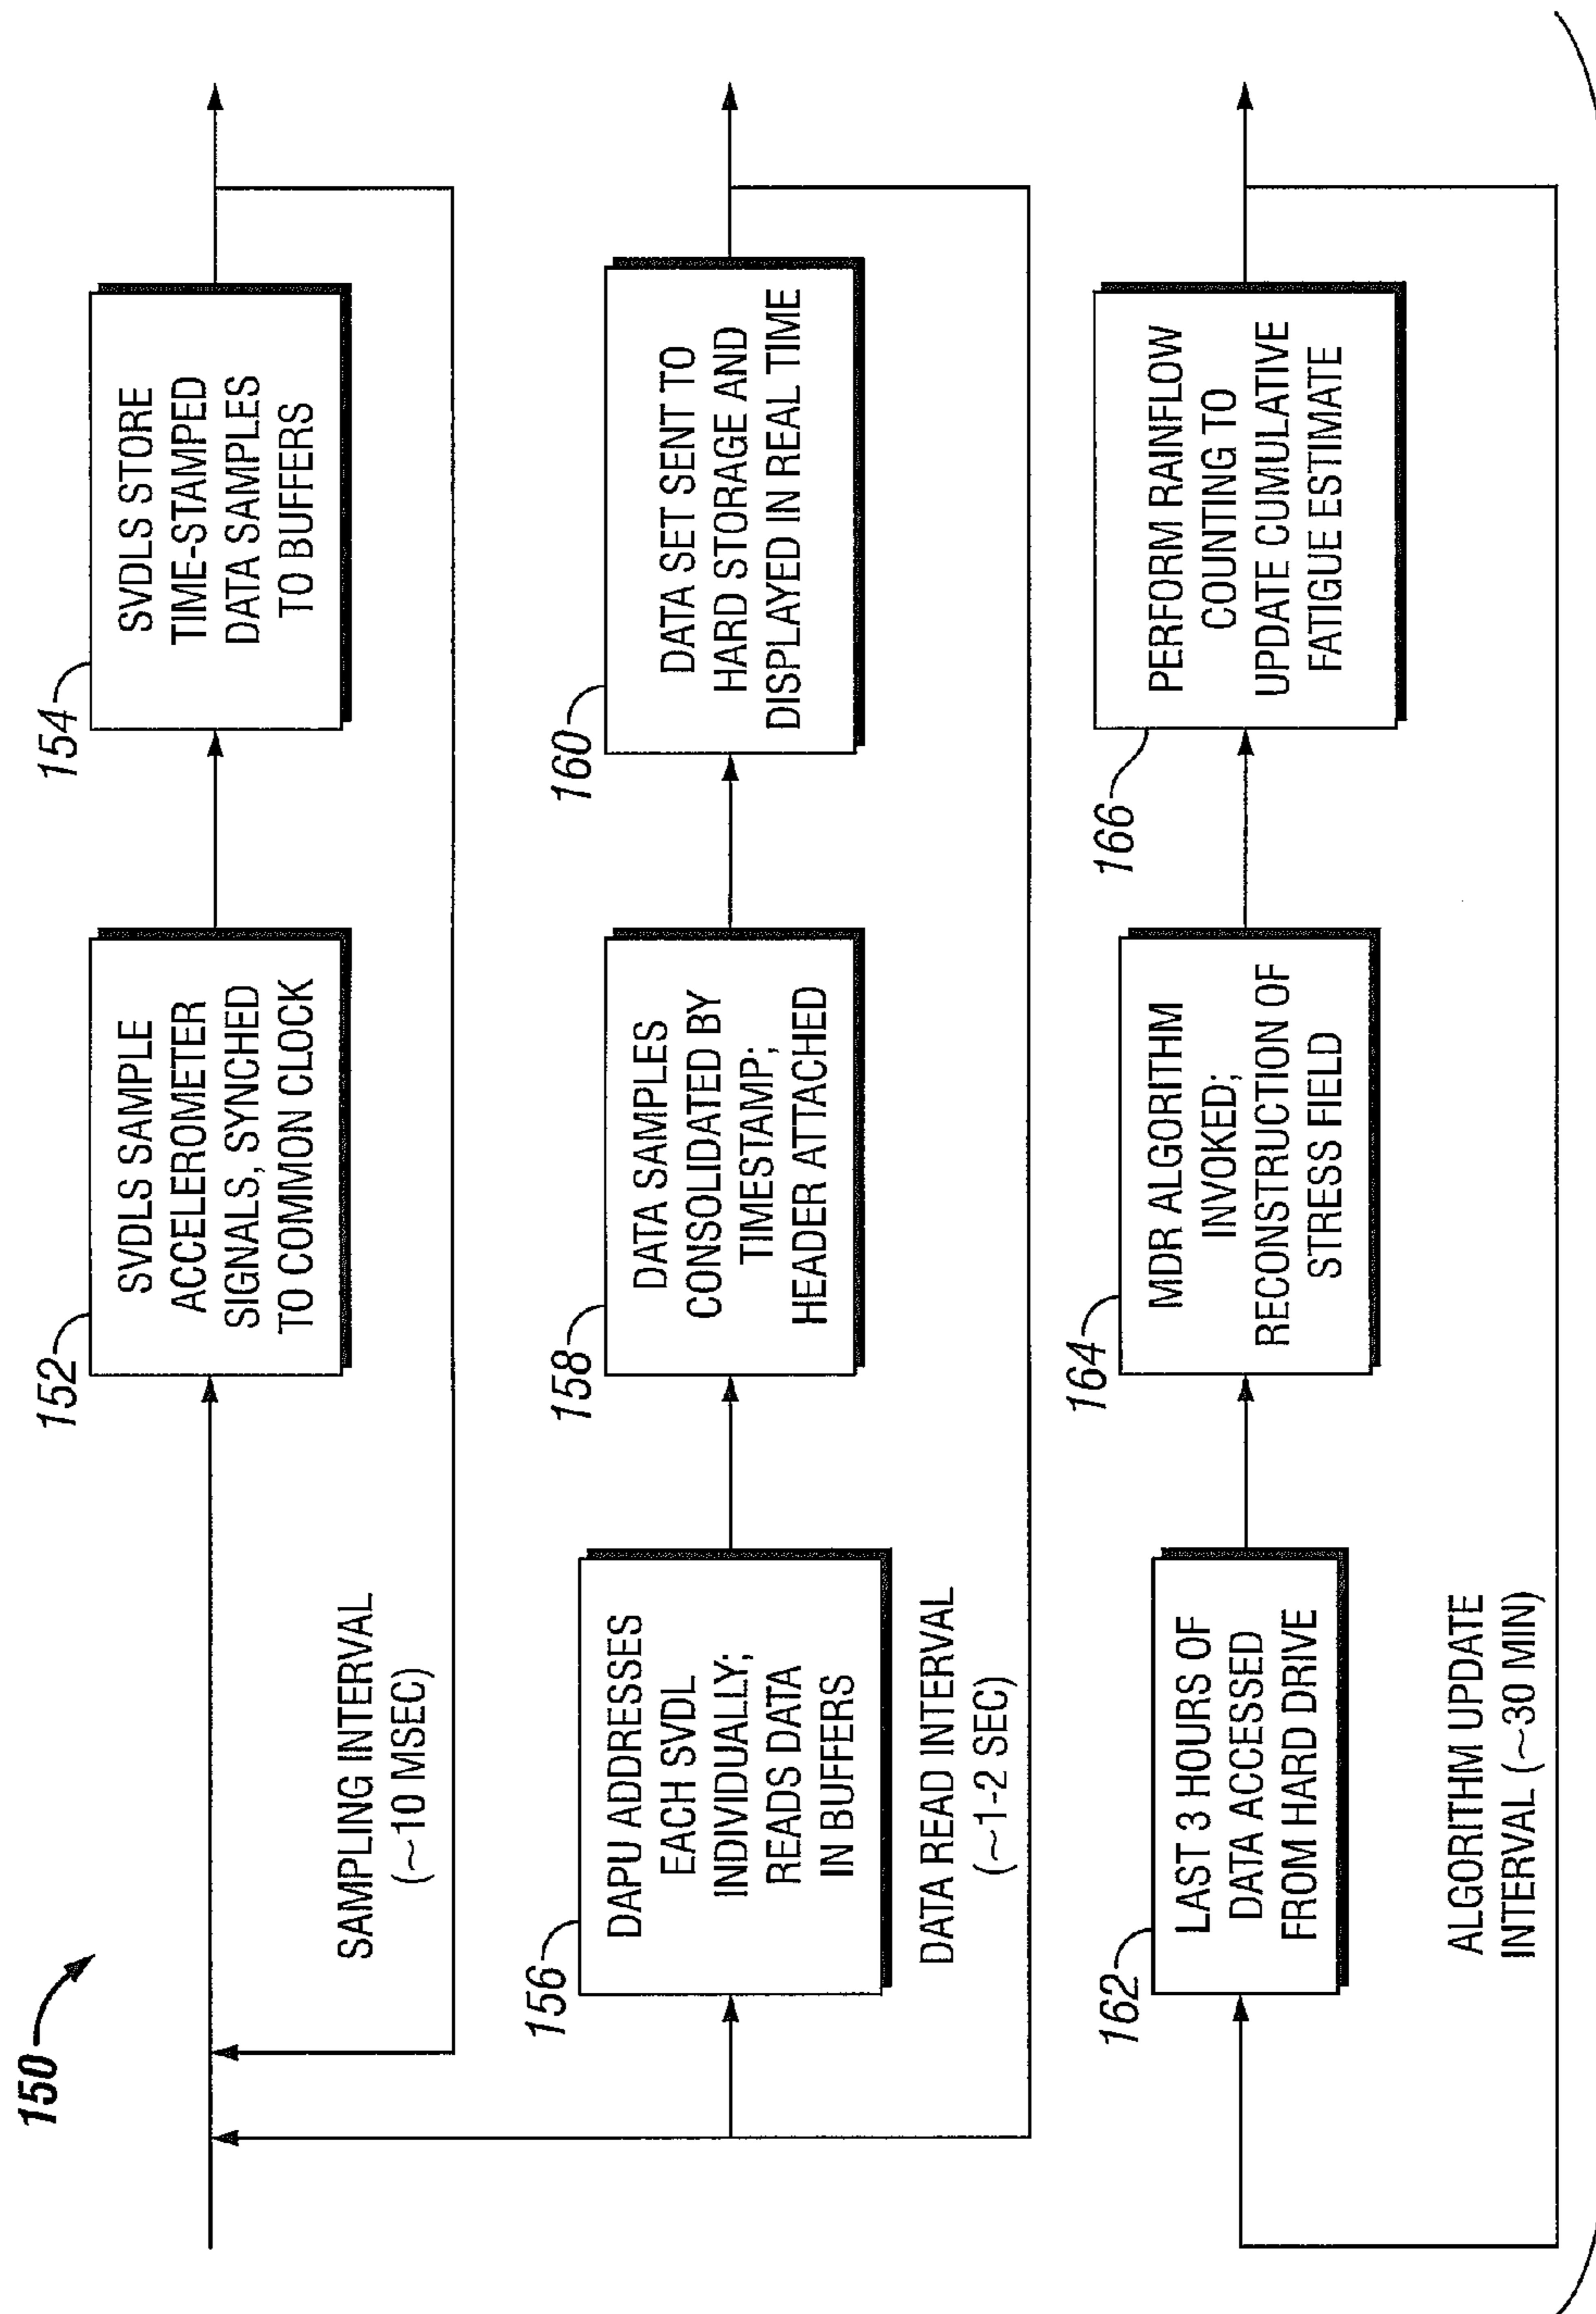 150
152
SVDLS SAMPLE
ACCELEROMETER
SIGNALS, SYNCHED
TO COMMON CLOCK
154
SVDLS STORE
TIME-STAMPED
DATA SAMPLES
TO BUFFERS
SAMPLING INTERVAL
(~10 MSEC)
156
DAPU ADDRESSES
EACH SVDL
INDIVIDUALLY;
READS DATA
IN BUFFERS
158
DATA SAMPLES
CONSOLIDATED BY
TIMESTAMP;
HEADER ATTACHED
160
DATA SET SENT TO
HARD STORAGE AND
DISPLAYED IN REAL TIME
DATA READ INTERVAL
(~1-2 SEC)
162
LAST 3 HOURS OF
DATA ACCESSED
FROM HARD DRIVE
164
MDR ALGORITHM
INVOKED;
RECONSTRUCTION OF
STRESS FIELD
166
PERFORM RAINFLOW
COUNTING TO
UPDATE CUMULATIVE
FATIGUE ESTIMATE
ALGORITHM UPDATE
INTERVAL (~30 MIN)